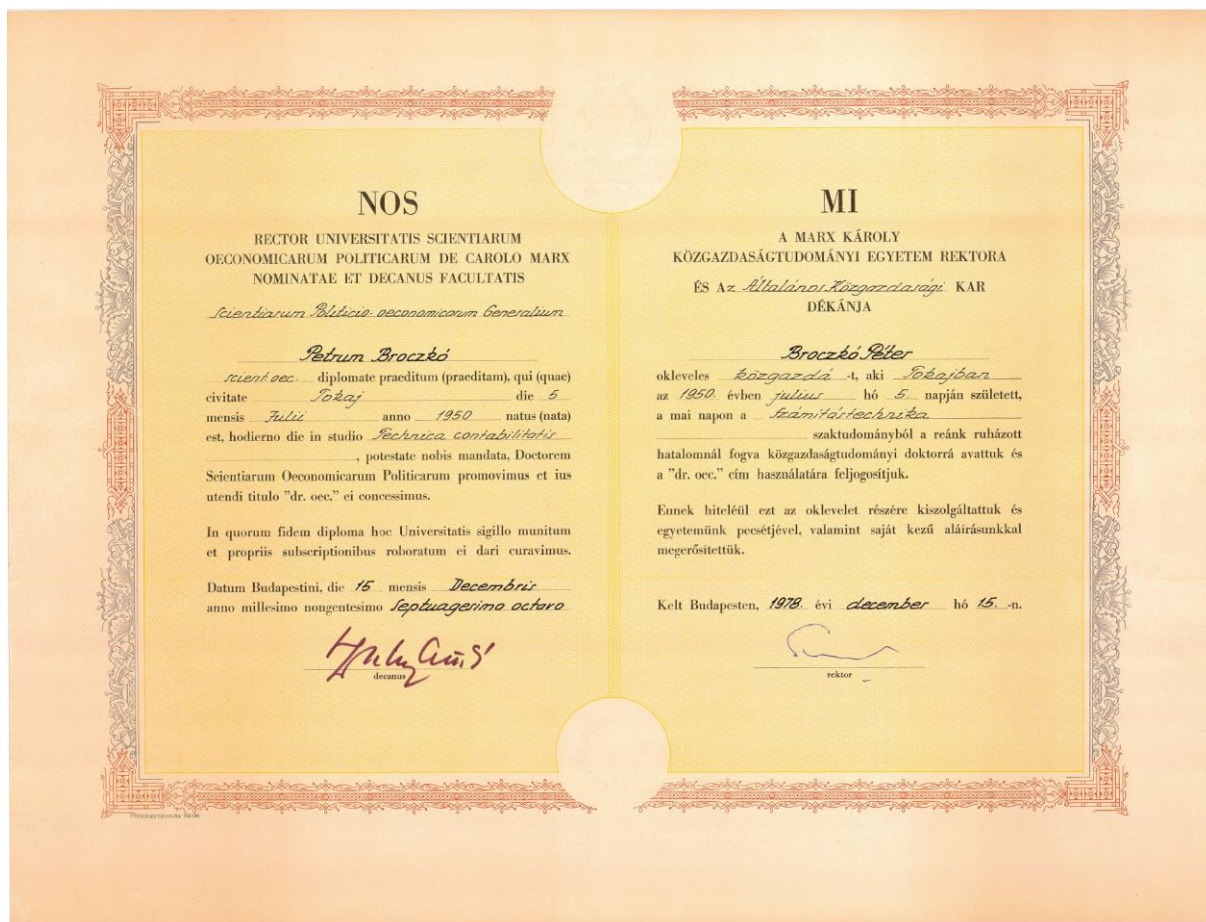 NOS
RECTOR UNIVERSITATIS SCIENTIARUM
OECONOMICARUM POLITICARUM DE CAROLO MARX
NOMINATAE ET DECANUS FACULTATIS
Scientiarum Politicio-oeconomicarum Generalium
Petrum Broczkó
scient oec. diplomate praeditum (praeditam), qui (quae)
civitate Tokaj die 5
mensis Julii anno 1950 natus (nata)
est, hodierno die in studio Technica contabilitatis
, potestate nobis mandata, Doctorem
Scientiarum Oeconomicarum Politicarum promovimus et ius
utendi titulo "dr. oec." ei concessimus.
In quorum fidem diploma hoc Universitatis sigillo munitum
et propriis subscriptionibus roboratum ei dari curavimus.
Datum Budapestini, die 15 mensis Decembris
anno millesimo nongentesimo Septuagesimo octavo
decanus
MI
A MARX KÁROLY
KÖZGAZDASÁGTUDOMÁNYI EGYETEM REKTORA
ÉS Az Általános Közgazdasági KAR
DÉKÁNJA
Broczkó Péter
okleveles közgazdá -t, aki Tokajban
az 1950. évben július hó 5. napján született,
a mai napon a Számítástechnika
szaktudományból a reánk ruházott
hatalomnál fogva közgazdaságtudományi doktorrá avattuk és
a "dr. oec." cím használatára feljogosítjuk.
Ennek hiteléül ezt az oklevelet részére kiszolgáltattuk és
egyetemünk pecsétjével, valamint saját kezű aláírásunkkal
megerősítettük.
Kelt Budapesten, 1978. évi december hó 15. -n.
rektor